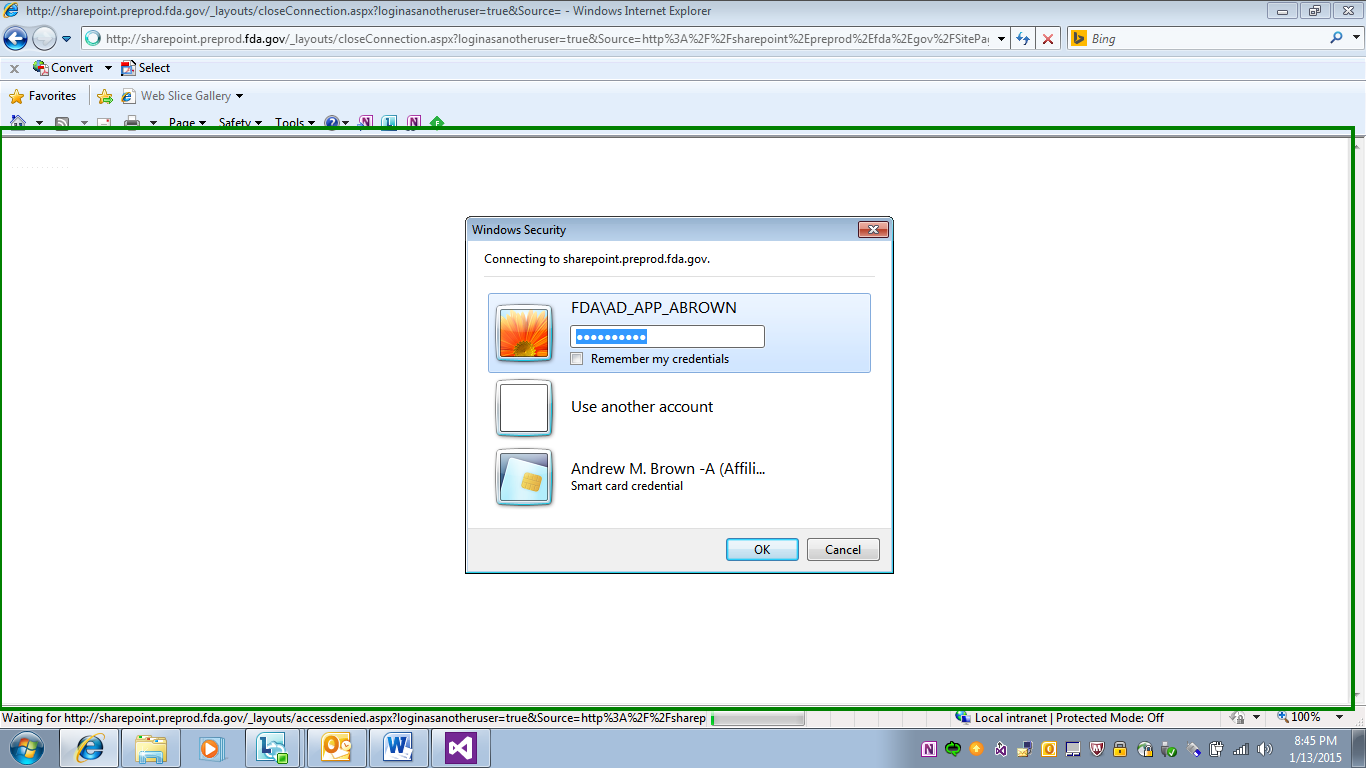 http://sharepoint.preprod.fda.gov/_layouts/closeConnection.aspx?loginasanotheruser=true&Source= - Windows Internet Explorer
http://sharepoint.preprod.fda.gov/_layouts/closeConnection.aspx?loginasanotheruser=true&Source=http%3A%2F%2Fsharepoint%2Epreprod%2Efda%2Egov%2FSitePag
Bing
x Convert Select
Favorites Web Slice Gallery
Page Safety Tools
Windows Security
Connecting to sharepoint.preprod.fda.gov.
FDA\AD_APP_ABROWN
●●●●●●●●●●
Remember my credentials
Use another account
Andrew M. Brown -A (Affili...
Smart card credential
OK Cancel
Waiting for http://sharepoint.preprod.fda.gov/_layouts/accessdenied.aspx?loginasanotheruser=true&Source=http%3A%2F%2Fsharep
Local intranet | Protected Mode: Off
100%
8:45 PM
1/13/2015